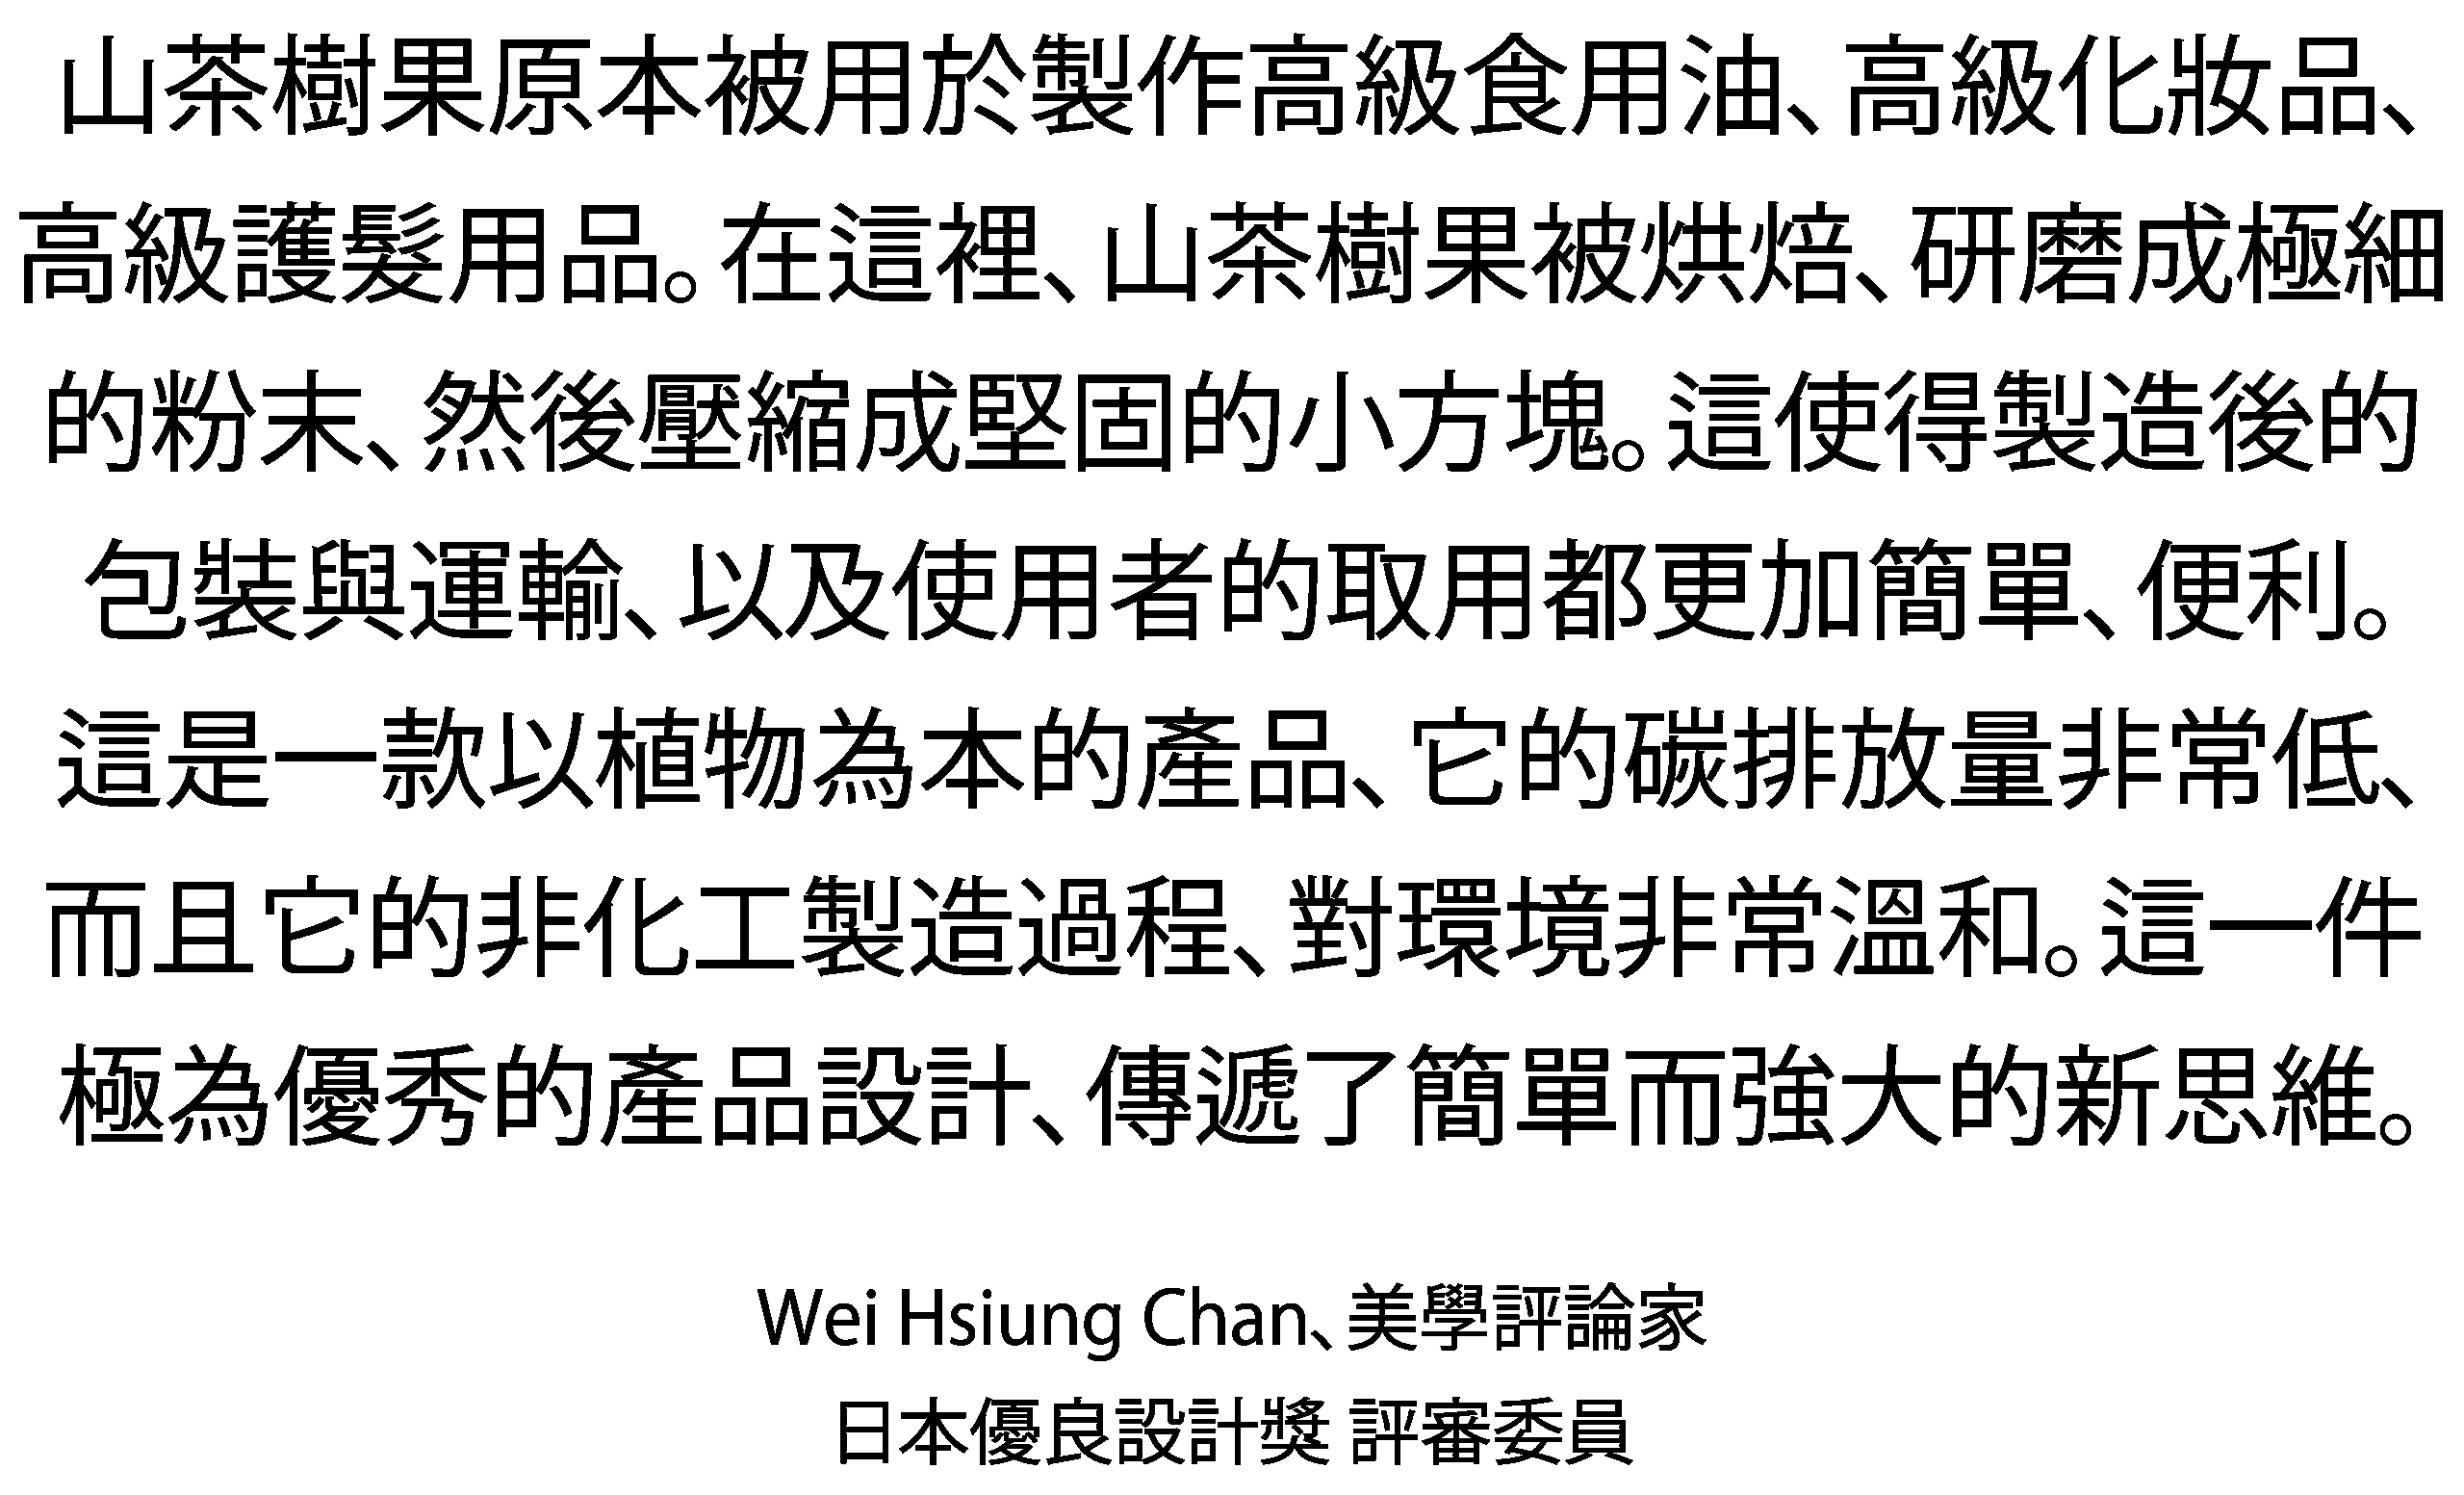 山茶樹果原本被用於製作高級食用油、高級化妝品、
高級護髮用品。在這裡、山茶樹果被烘焙、研磨成極細
的粉末、然後壓縮成堅固的小方塊。這使得製造後的
包裝與運輸、以及使用者的取用都更加簡單、便利。
這是一款以植物為本的產品、它的碳排放量非常低、
而且它的非化工製造過程、對環境非常溫和。這一件
極為優秀的產品設計、傳遞了簡單而強大的新思維。
Wei Hsiung Chan、美學評論家
日本優良設計獎 評審委員